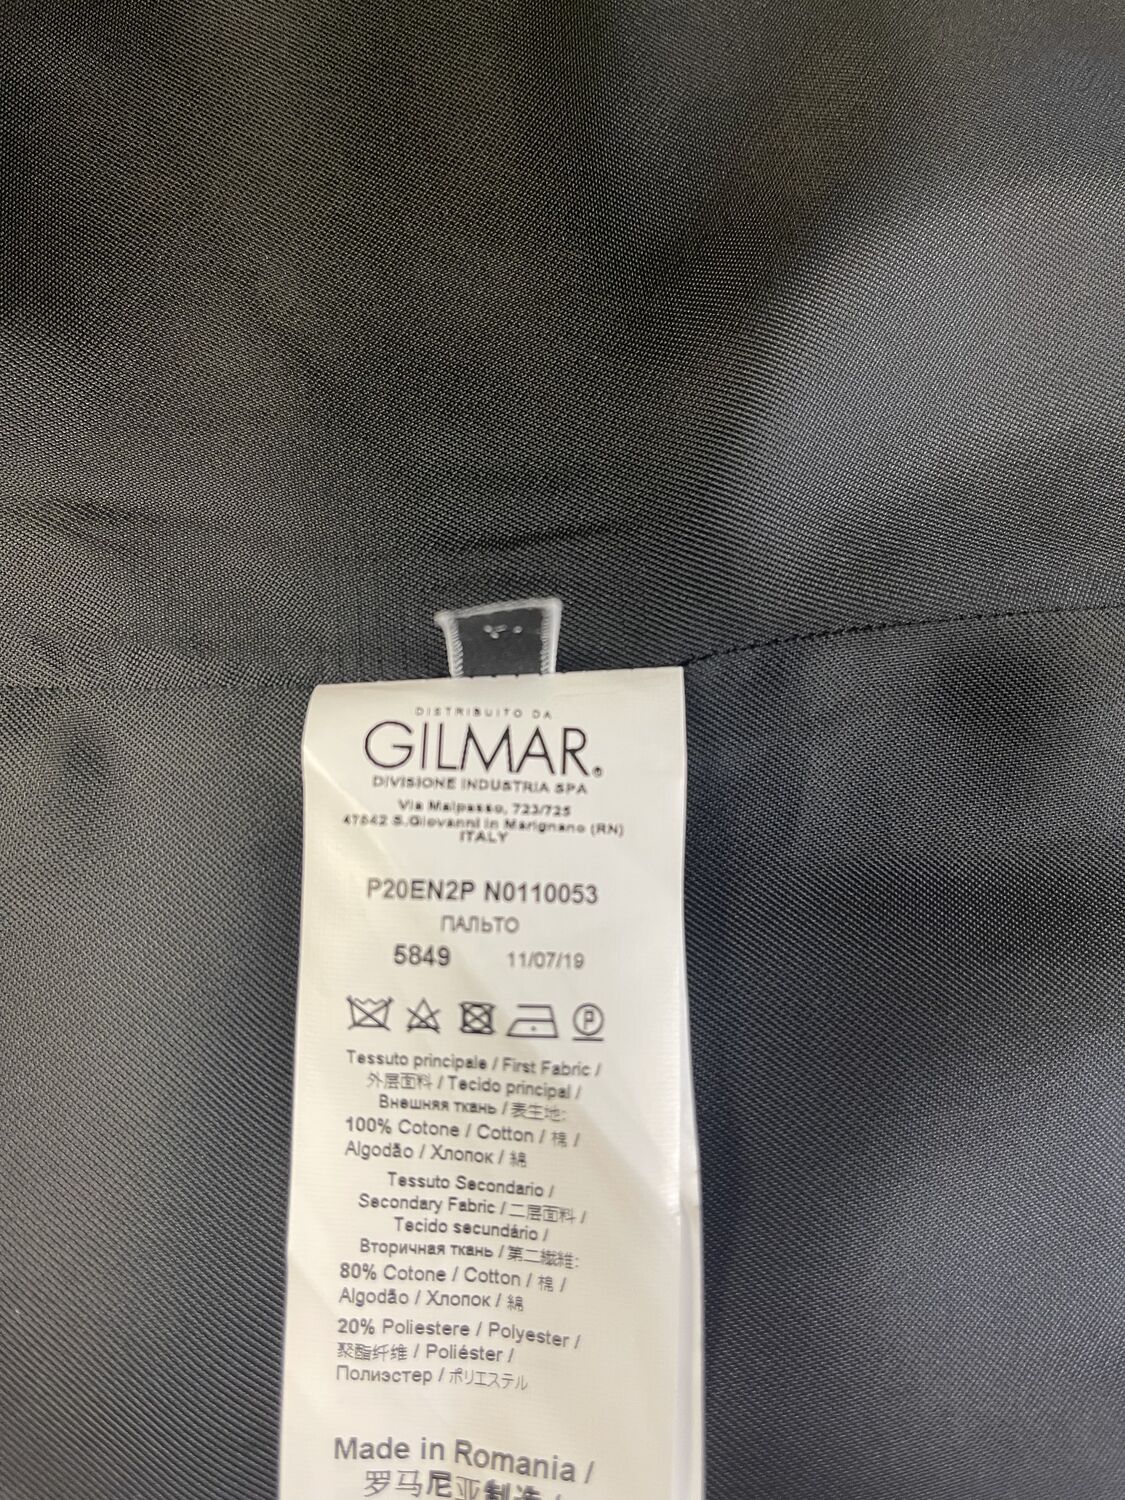 DISTRIBUITO DA
GILMAR
DIVISIONE INDUSTRIA SPA
Via Malpasso, 723/725
47842 S.Giovanni in Marignano (RN)
ITALY
P20EN2P N0110053
ПАЛЬТО
5849 11/07/19
P
Tessuto principale / First Fabric /
外层面料 / Tecido principal /
Внешняя ткань / 表生地:
100% Cotone / Cotton / 棉 /
Algodão / Хлопок / 綿
Tessuto Secondario /
Secondary Fabric / 二层面料 /
Tecido secundário /
Вторичная ткань / 第二繊維:
80% Cotone / Cotton / 棉 /
Algodão / Хлопок / 綿
20% Poliestere / Polyester /
聚酯纤维 / Poliéster /
Полиэстер / ポリエステル
Made in Romania /
罗马尼亚制造 /